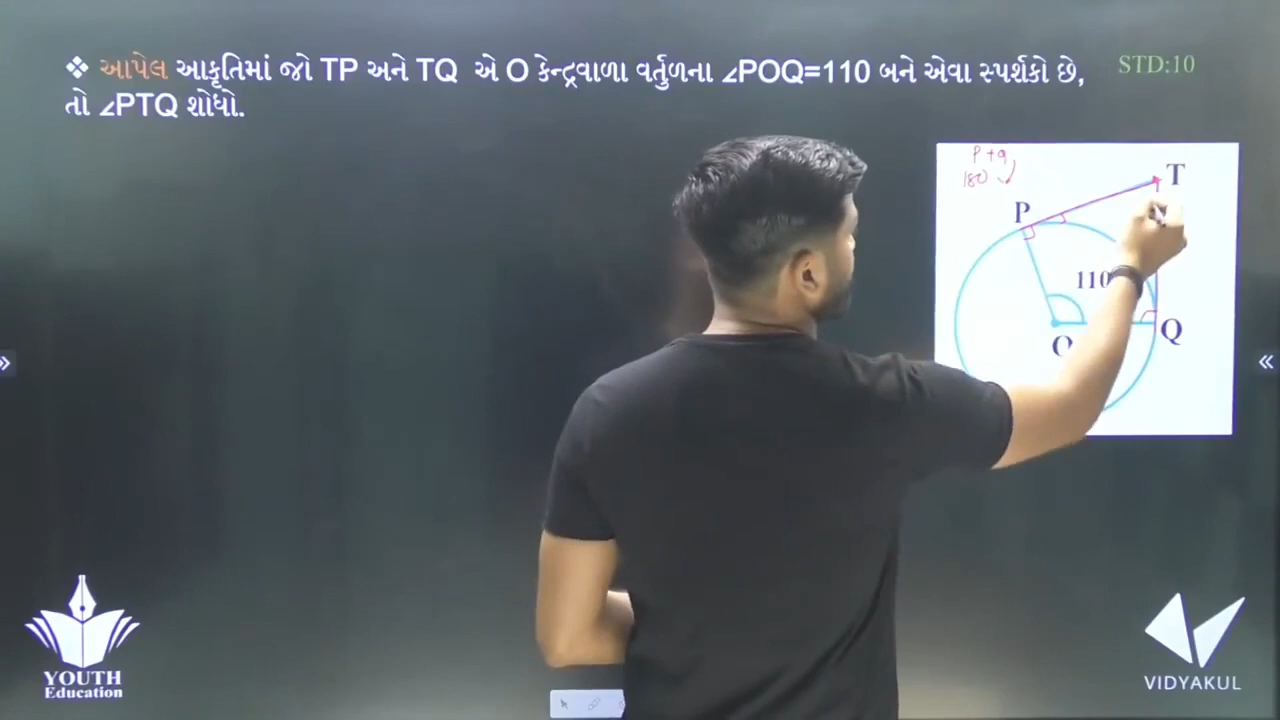 ❖ આપેલ આકૃતિમાં જો TP અને TQ એ O કેન્દ્રવાળા વર્તુળના ∠POQ=110 બને એવા સ્પર્શકો છે,
તો ∠PTQ શોધો.
STD:10
P + q
180
T
P
110
Q
O
YOUTH
Education
VIDYAKUL